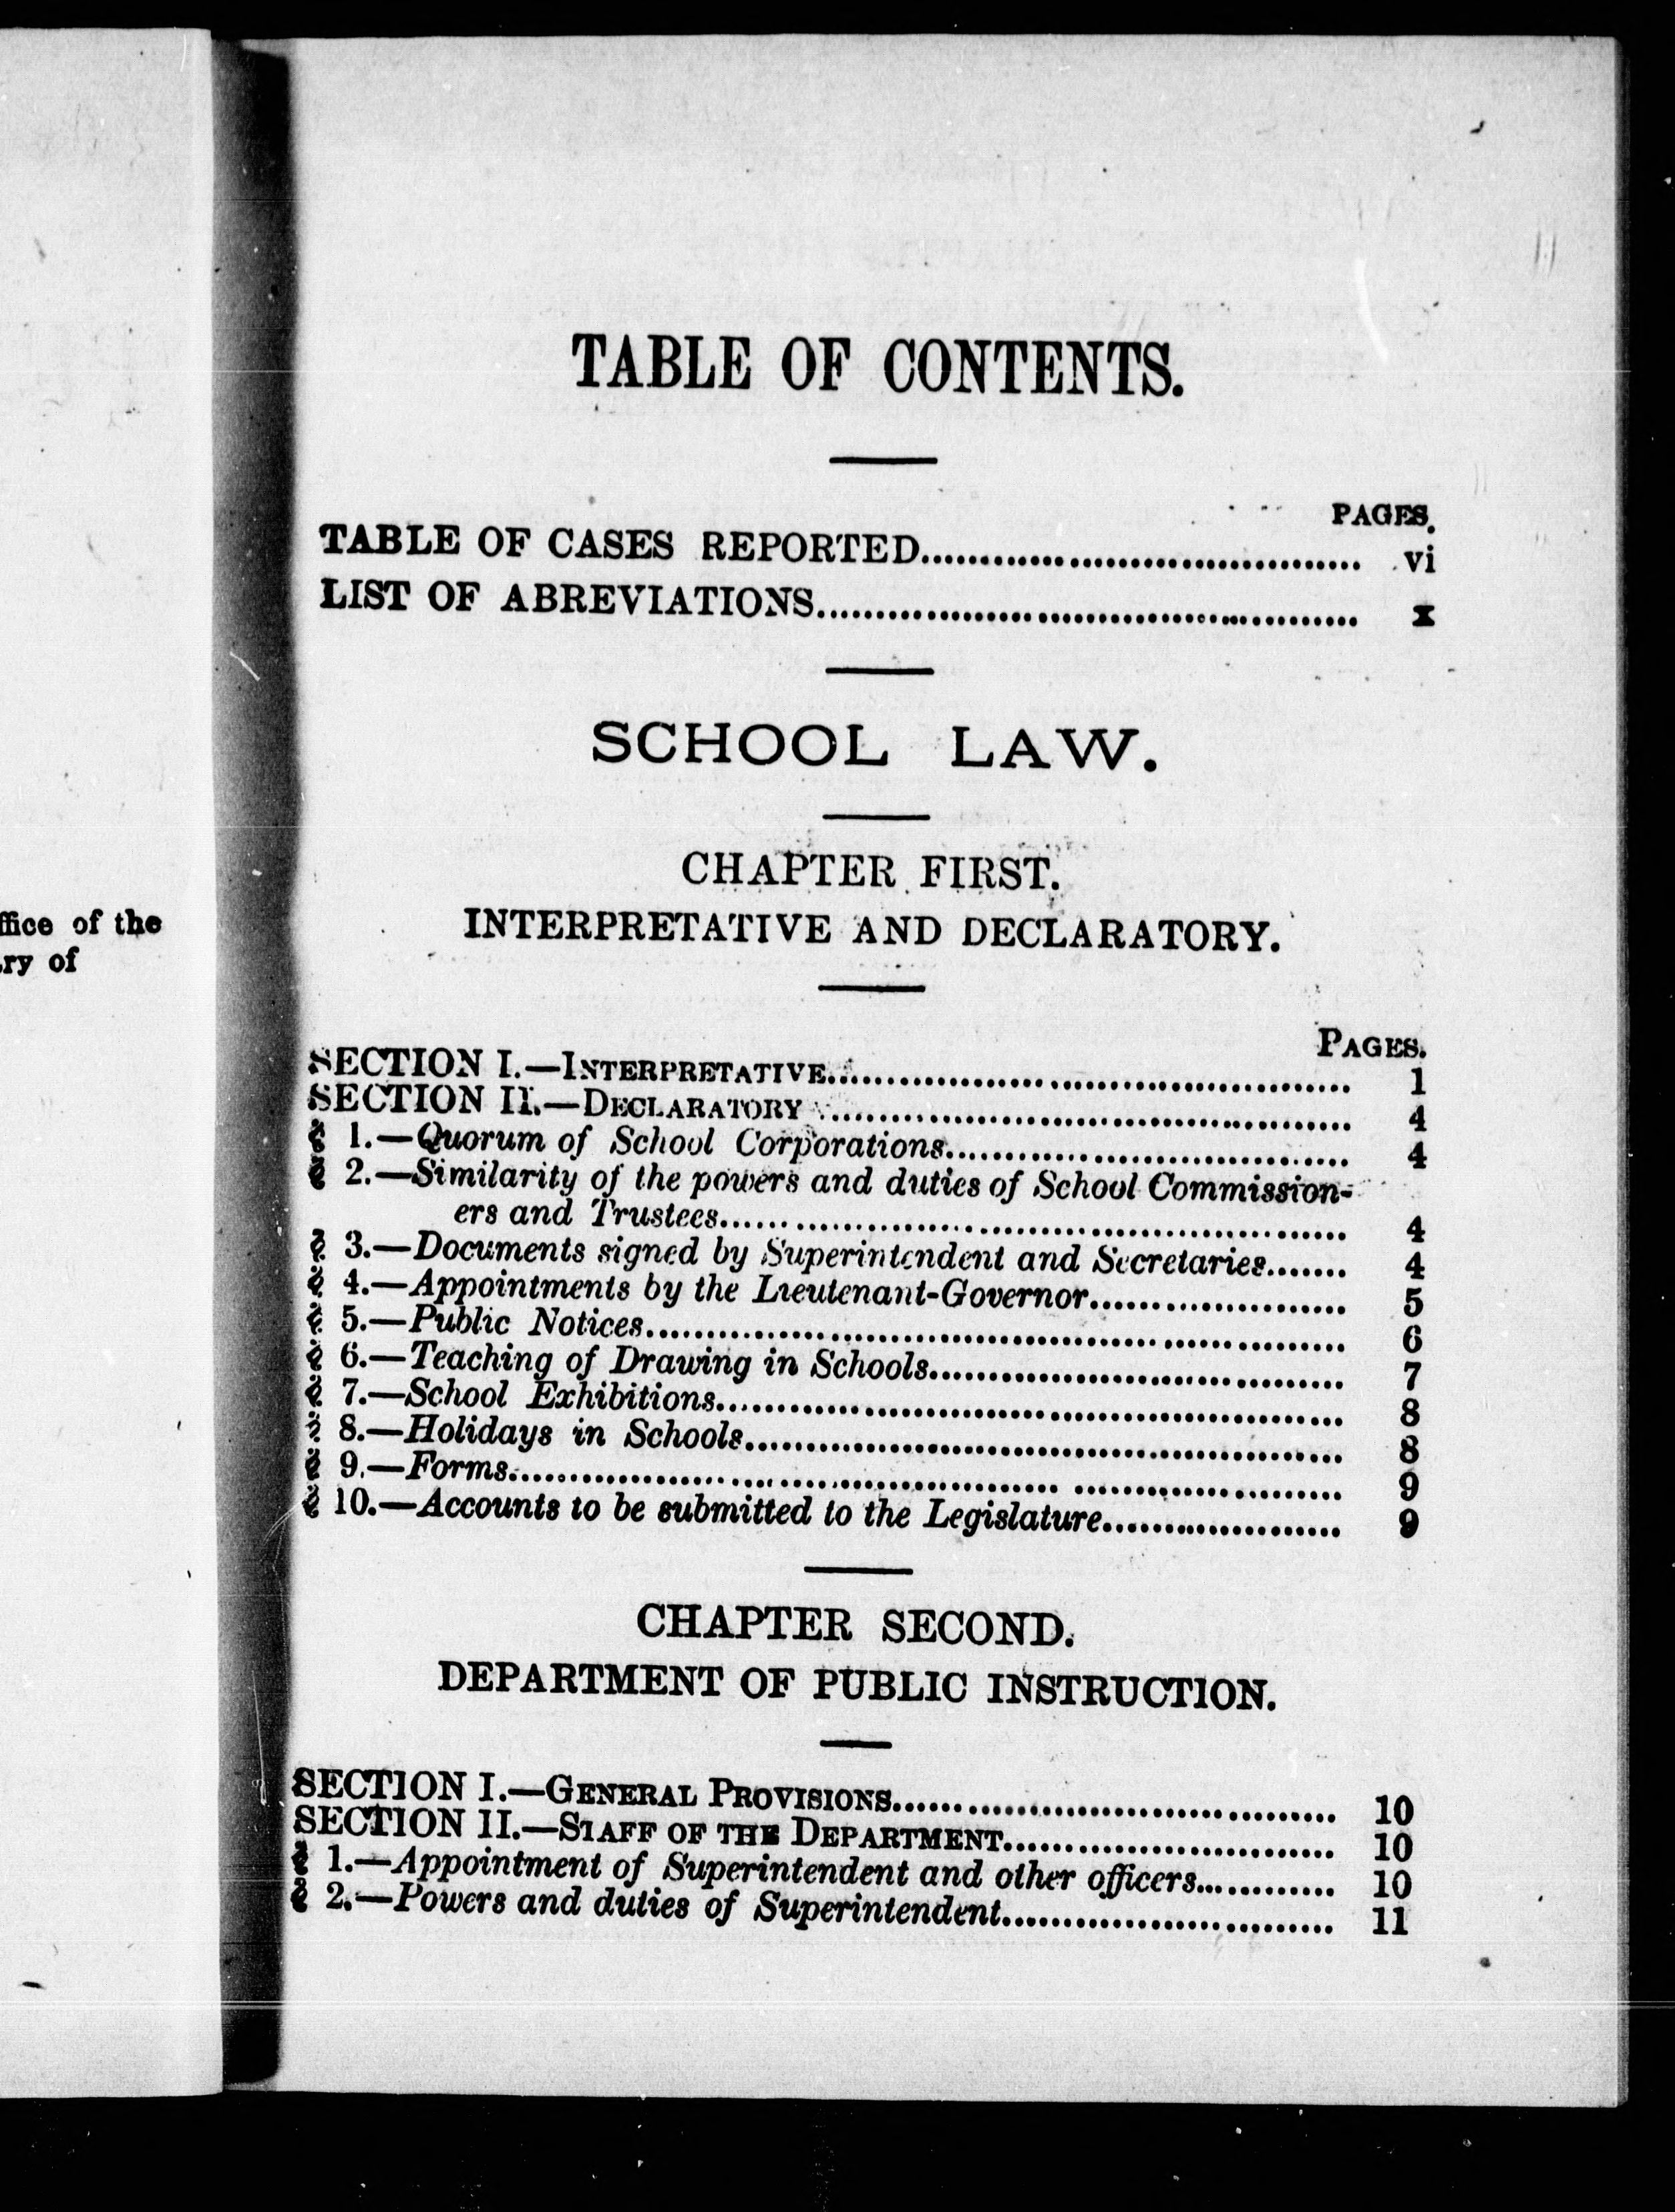 ffice of the
ry of
TABLE OF CONTENTS.
PAGES.
TABLE OF CASES REPORTED........................................ vi
LIST OF ABREVIATIONS................................................ x
SCHOOL LAW.
CHAPTER FIRST.
INTERPRETATIVE AND DECLARATORY.
PAGES.
SECTION I.—INTERPRETATIVE............................................... 1
SECTION II.—DECLARATORY ............................................... 4
§ 1.—Quorum of School Corporations.................................... 4
§ 2.—Similarity of the powers and duties of School Commission-
ers and Trustees........................................................ 4
§ 3.—Documents signed by Superintendent and Secretaries....... 4
§ 4.—Appointments by the Lieutenant-Governor...................... 5
§ 5.—Public Notices............................................................. 6
§ 6.—Teaching of Drawing in Schools..................................... 7
§ 7.—School Exhibitions....................................................... 8
§ 8.—Holidays in Schools..................................................... 8
§ 9.—Forms........................................................................ 9
§ 10.—Accounts to be submitted to the Legislature.................... 9
CHAPTER SECOND.
DEPARTMENT OF PUBLIC INSTRUCTION.
SECTION I.—GENERAL PROVISIONS...................................... 10
SECTION II.—STAFF OF THE DEPARTMENT............................ 10
§ 1.—Appointment of Superintendent and other officers............ 10
§ 2.—Powers and duties of Superintendent............................. 11